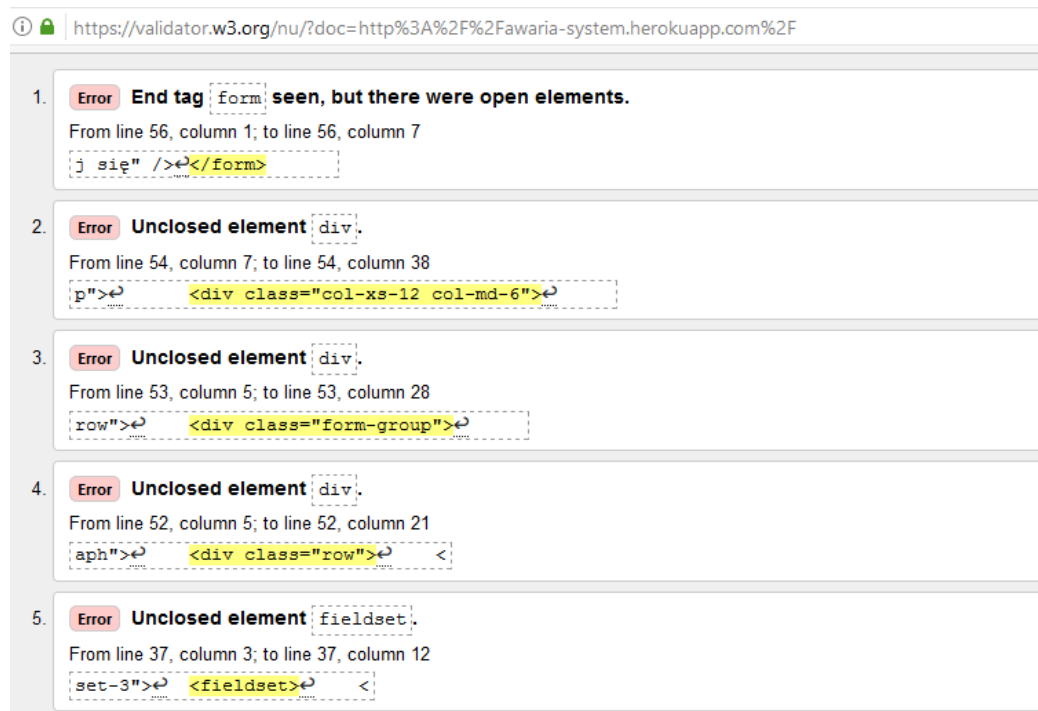 https://validator.w3.org/nu/?doc=http%3A%2F%2Fawaria-system.herokuapp.com%2F
1. Error End tag form seen, but there were open elements.
From line 56, column 1; to line 56, column 7
j się" />↩</form>
2. Error Unclosed element div.
From line 54, column 7; to line 54, column 38
p">↩ <div class="col-xs-12 col-md-6">↩
3. Error Unclosed element div.
From line 53, column 5; to line 53, column 28
row">↩ <div class="form-group">↩
4. Error Unclosed element div.
From line 52, column 5; to line 52, column 21
aph">↩ <div class="row">↩ <
5. Error Unclosed element fieldset.
From line 37, column 3; to line 37, column 12
set-3">↩ <fieldset>↩ <